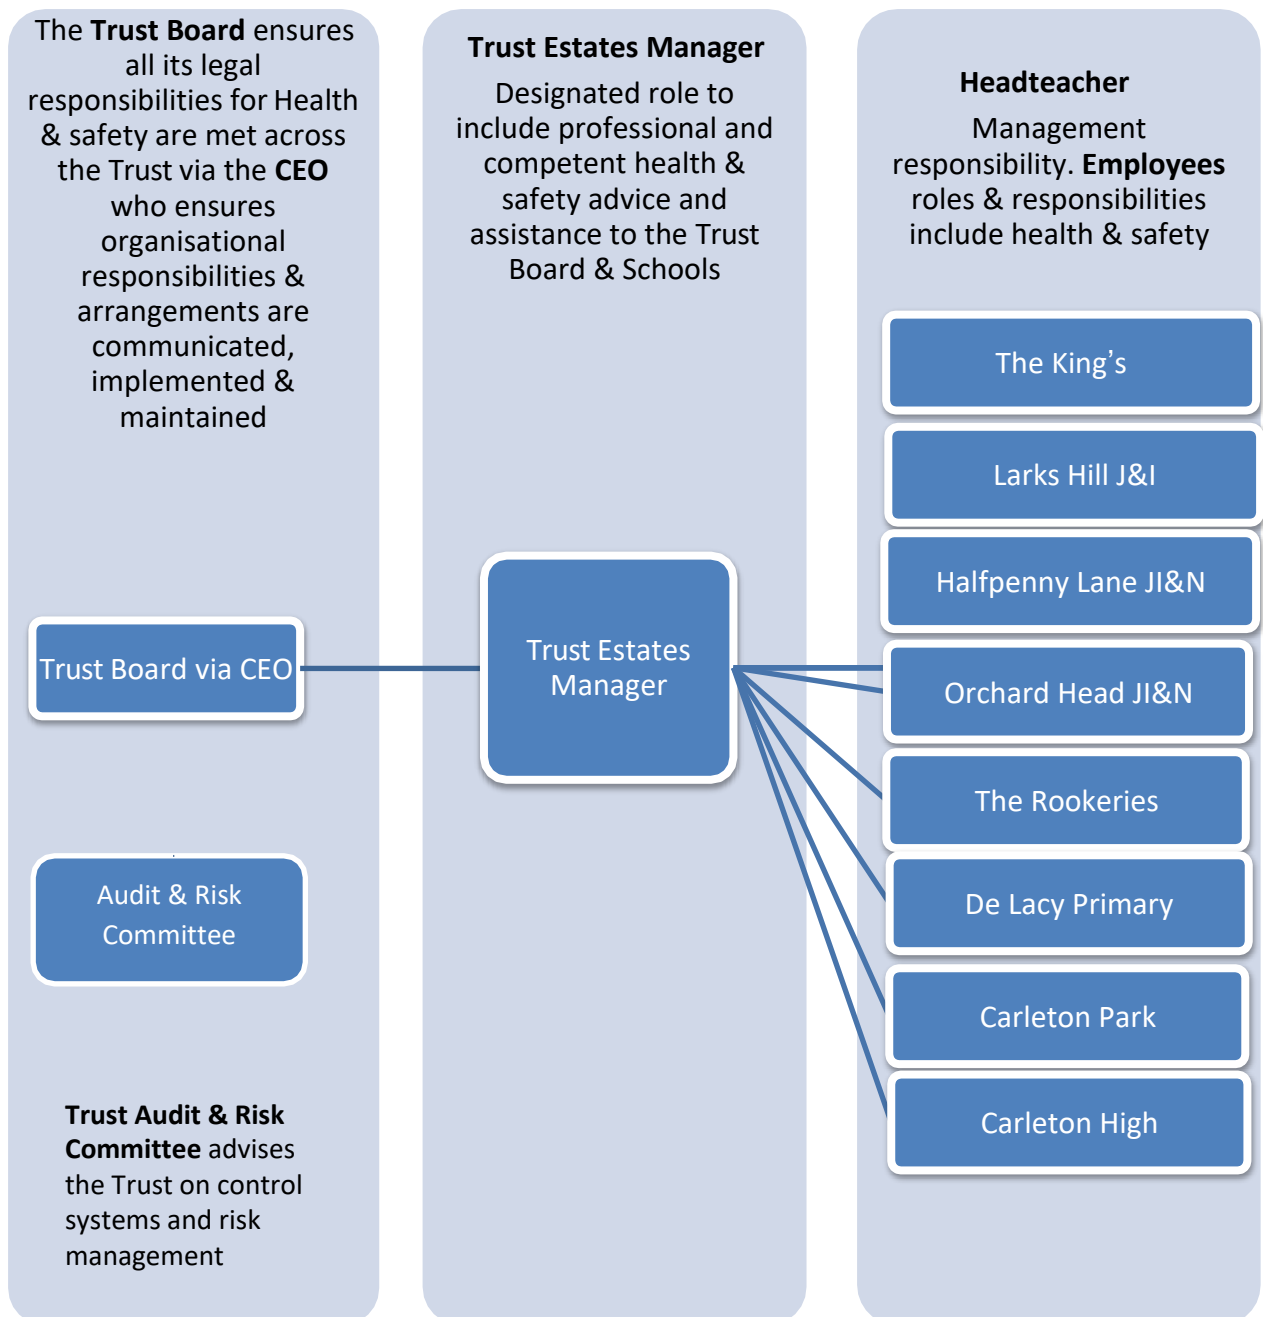 The Trust Board ensures
all its legal
responsibilities for Health
& safety are met across
the Trust via the CEO
who ensures
organisational
responsibilities &
arrangements are
communicated,
implemented &
maintained
Trust Board via CEO
Audit & Risk
Committee
Trust Audit & Risk
Committee advises
the Trust on control
systems and risk
management
Trust Estates Manager
Designated role to
include professional and
competent health &
safety advice and
assistance to the Trust
Board & Schools
Trust Estates
Manager
Headteacher
Management
responsibility. Employees
roles & responsibilities
include health & safety
The King’s
Larks Hill J&I
Halfpenny Lane JI&N
Orchard Head JI&N
The Rookeries
De Lacy Primary
Carleton Park
Carleton High